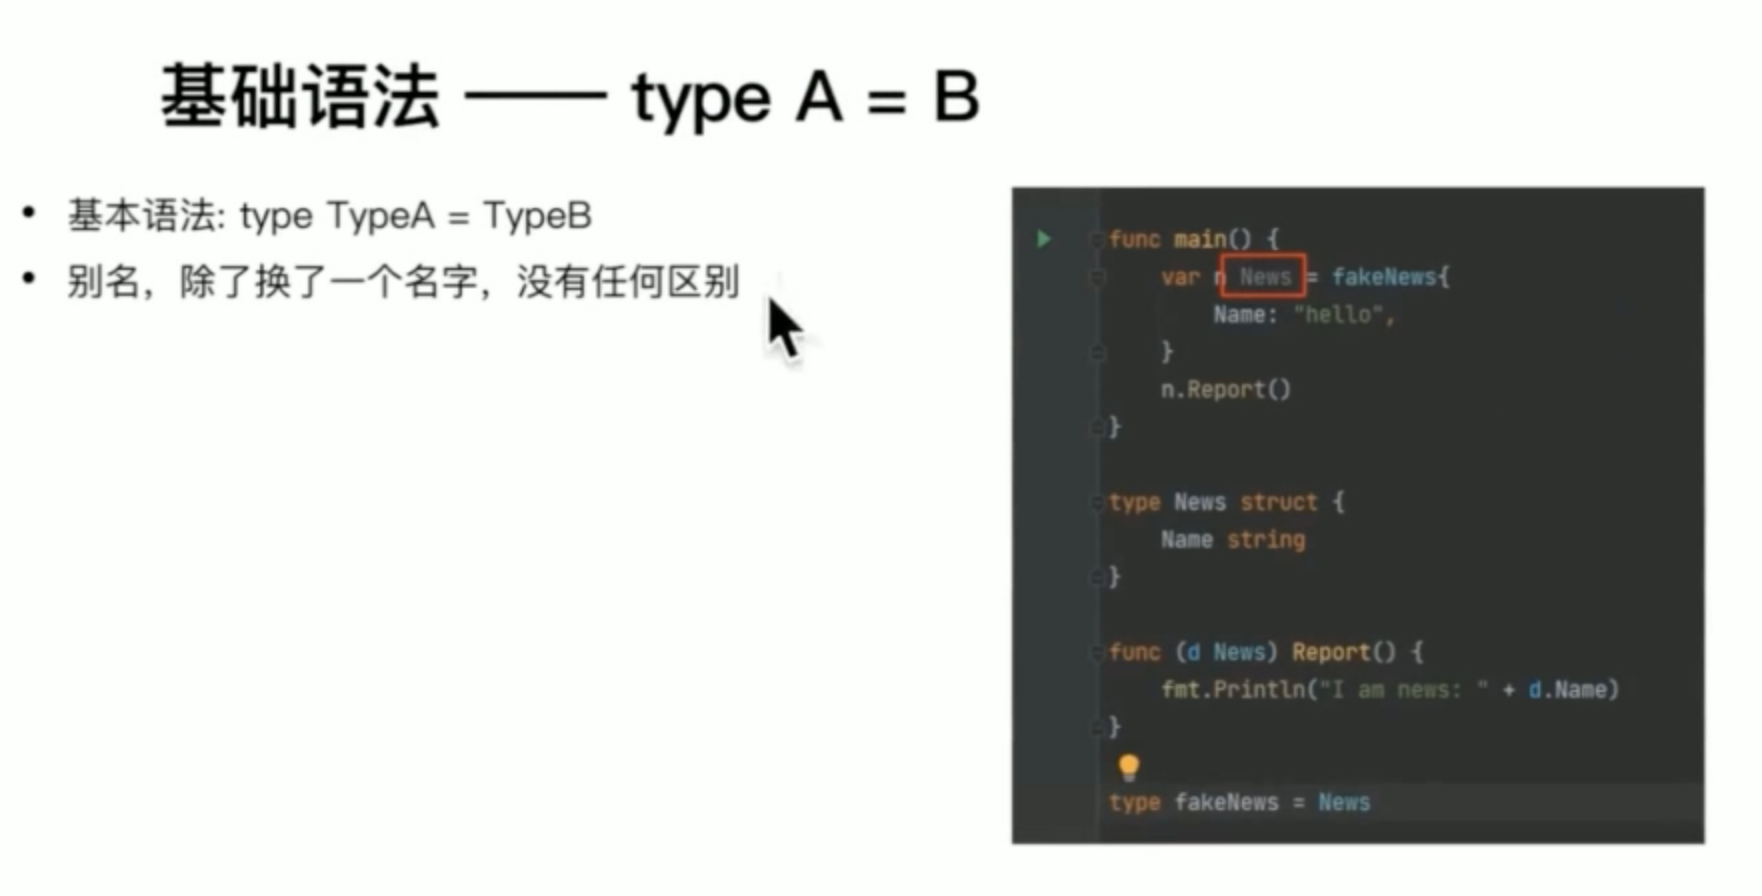 基础语法 —— type A = B
• 基本语法: type TypeA = TypeB
• 别名，除了换了一个名字，没有任何区别
func main() {
var n News = fakeNews{
Name: "hello",
}
n.Report()
}
type News struct {
Name string
}
func (d News) Report() {
fmt.Println("I am news: " + d.Name)
}
type fakeNews = News